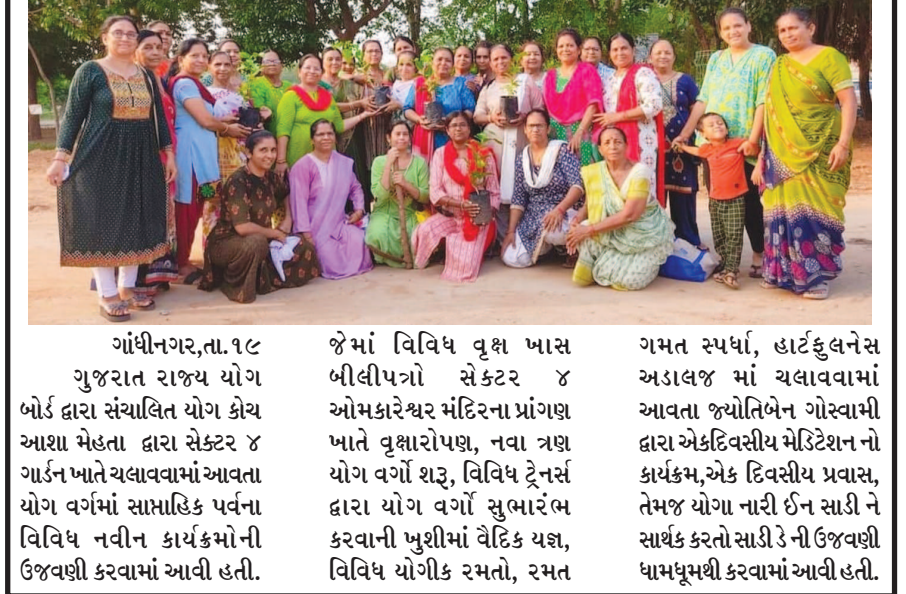 ગાંધીનગર,તા.૧૯
ગુજરાત રાજ્ય યોગ
બોર્ડ દ્વારા સંચાલિત યોગ કોચ
આશા મેહતા દ્વારા સેક્ટર ૪
ગાર્ડન ખાતે ચલાવવામાં આવતા
યોગ વર્ગમાં સાપ્તાહિક પર્વના
વિવિધ નવીન કાર્યક્રમોની
ઉજવણી કરવામાં આવી હતી.
જેમાં વિવિધ વૃક્ષ ખાસ
બીલીપત્રો સેક્ટર ૪
ઓમકારેશ્વર મંદિરના પ્રાંગણ
ખાતે વૃક્ષારોપણ, નવા ત્રણ
યોગ વર્ગો શરૂ, વિવિધ ટ્રેનર્સ
દ્વારા યોગ વર્ગો સુભારંભ
કરવાની ખુશીમાં વૈદિક યજ્ઞ,
વિવિધ યોગીક રમતો, રમત
ગમત સ્પર્ધા, હાર્ટફુલનેસ
અડાલજ માં ચલાવવામાં
આવતા જ્યોતિબેન ગોસ્વામી
દ્વારા એકદિવસીય મેડિટેશન નો
કાર્યક્રમ,એક દિવસીય પ્રવાસ,
તેમજ યોગા નારી ઈન સાડી ને
સાર્થક કરતો સાડી ડે ની ઉજવણી
ધામધૂમથી કરવામાં આવી હતી.